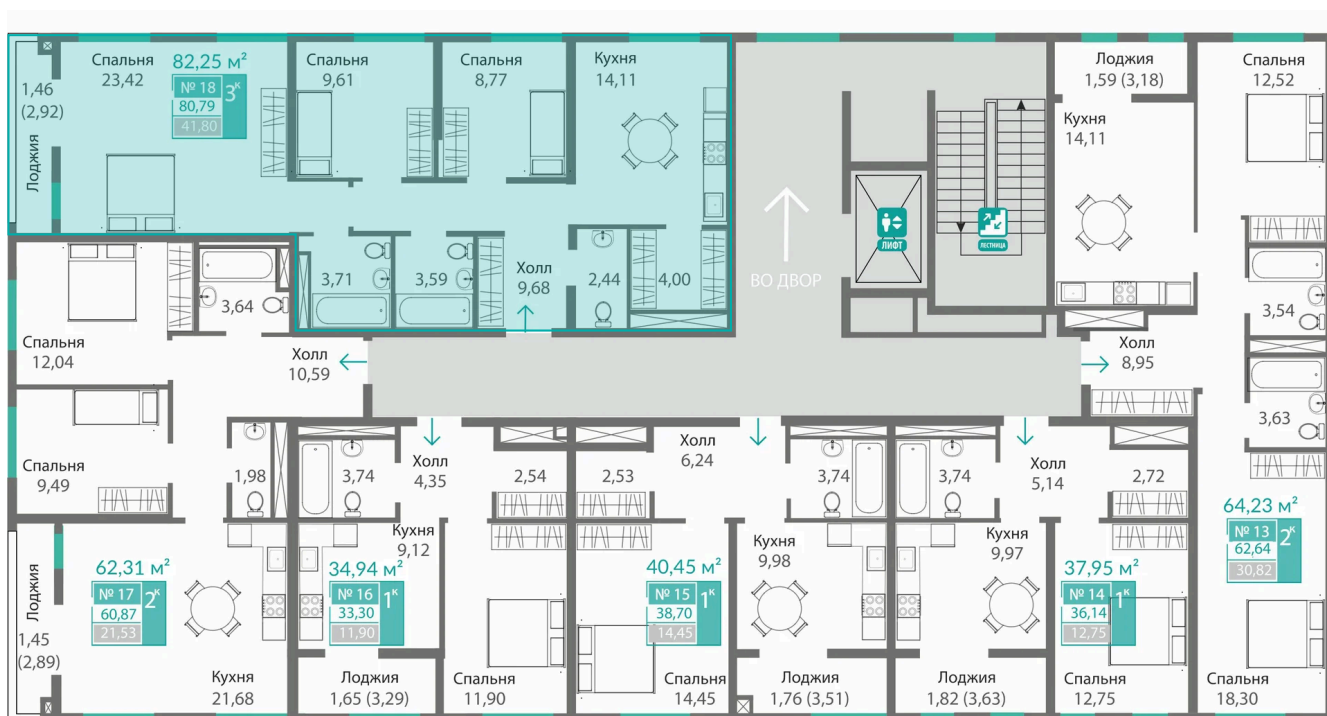 Спальня
23,42
82,25 м²
№ 18
3к
80,79
41,80
1,46
(2,92)
Лоджия
Спальня
9,61
Спальня
8,77
Кухня
14,11
3,71
3,59
Холл
9,68
2,44
4,00
ВО ДВОР
ЛИФТ
ЛЕСТНИЦА
Лоджия
1,59 (3,18)
Кухня
14,11
Спальня
12,52
3,54
Холл
8,95
3,63
64,23 м²
№ 13
2к
62,64
30,82
Спальня
18,30
3,64
Спальня
12,04
Холл
10,59
Спальня
9,49
1,98
62,31 м²
№ 17
2к
60,87
21,53
Лоджия
1,45
(2,89)
Кухня
21,68
3,74
Холл
4,35
2,54
Кухня
9,12
34,94 м²
№ 16
1к
33,30
11,90
Лоджия
1,65 (3,29)
Спальня
11,90
2,53
Холл
6,24
3,74
Кухня
9,98
40,45 м²
№ 15
1к
38,70
14,45
Спальня
14,45
Лоджия
1,76 (3,51)
3,74
Холл
5,14
2,72
Кухня
9,97
37,95 м²
№ 14
1к
36,14
12,75
Лоджия
1,82 (3,63)
Спальня
12,75